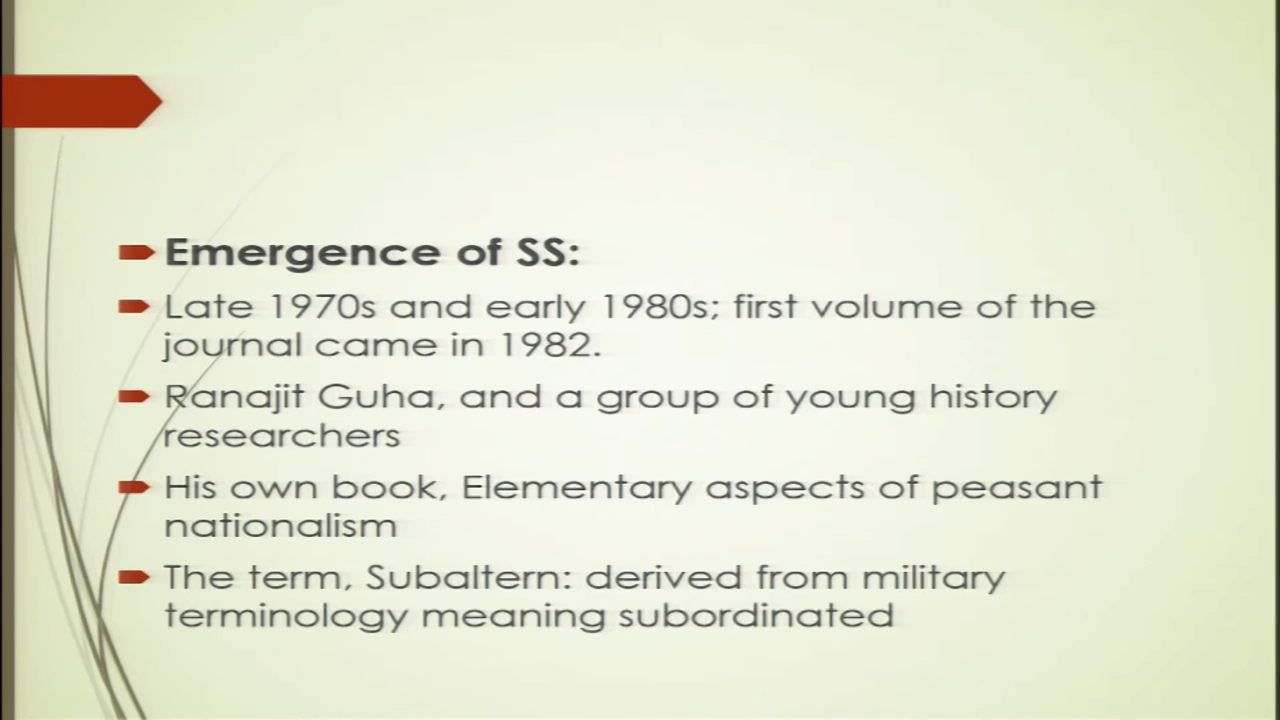 Emergence of SS:
Late 1970s and early 1980s; first volume of the
journal came in 1982.
Ranajit Guha, and a group of young history
researchers
His own book, Elementary aspects of peasant
nationalism
The term, Subaltern: derived from military
terminology meaning subordinated